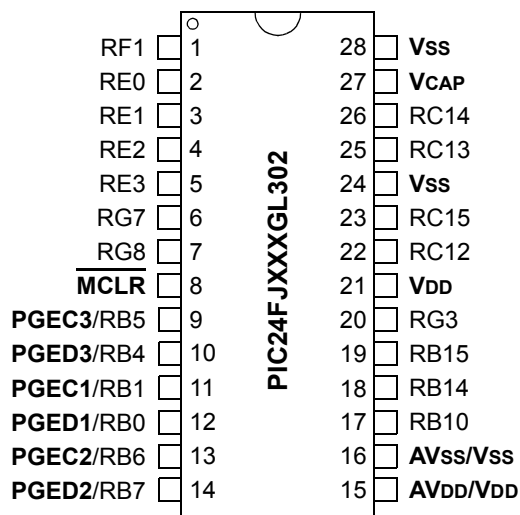 RF1 1 28 VSS
RE0 2 27 VCAP
RE1 3 26 RC14
RE2 4 25 RC13
RE3 5 24 VSS
RG7 6 23 RC15
RG8 7 22 RC12
MCLR 8 21 VDD
PGEC3/RB5 9 20 RG3
PGED3/RB4 10 19 RB15
PGEC1/RB1 11 18 RB14
PGED1/RB0 12 17 RB10
PGEC2/RB6 13 16 AVSS/VSS
PGED2/RB7 14 15 AVDD/VDD
PIC24FJXXXGL302